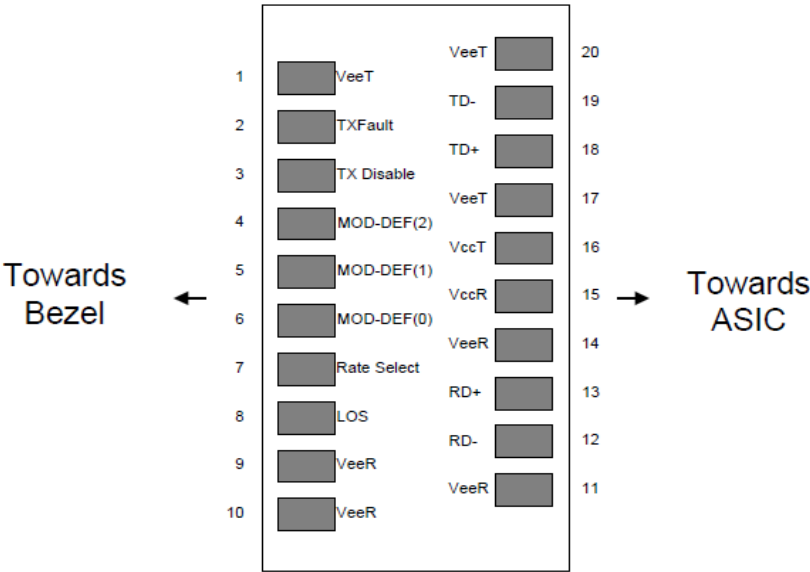 VeeT 20
1 VeeT
TD- 19
2 TXFault
TD+ 18
3 TX Disable
VeeT 17
4 MOD-DEF(2)
VccT 16
5 MOD-DEF(1)
VccR 15
6 MOD-DEF(0)
VeeR 14
7 Rate Select
RD+ 13
8 LOS
RD- 12
9 VeeR
VeeR 11
10 VeeR
Towards
Bezel
Towards
ASIC